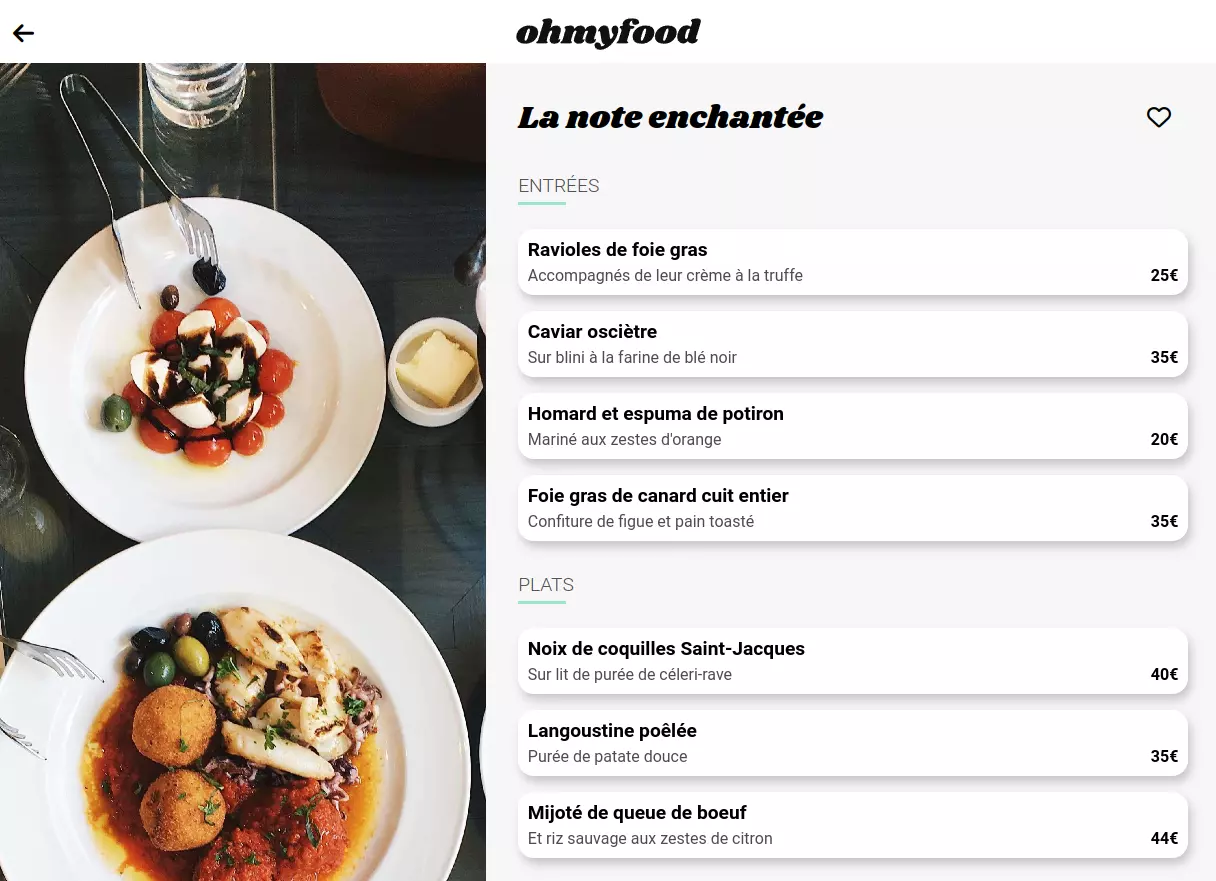 ohmyfood
La note enchantée
ENTRÉES
Ravioles de foie gras
Accompagnés de leur crème à la truffe
25€
Caviar oscìètre
Sur blini à la farine de blé noir
35€
Homard et espuma de potiron
Mariné aux zestes d'orange
20€
Foie gras de canard cuit entier
Confiture de figue et pain toasté
35€
PLATS
Noix de coquilles Saint-Jacques
Sur lit de purée de céleri-rave
40€
Langoustine poêlée
Purée de patate douce
35€
Mijoté de queue de boeuf
Et riz sauvage aux zestes de citron
44€